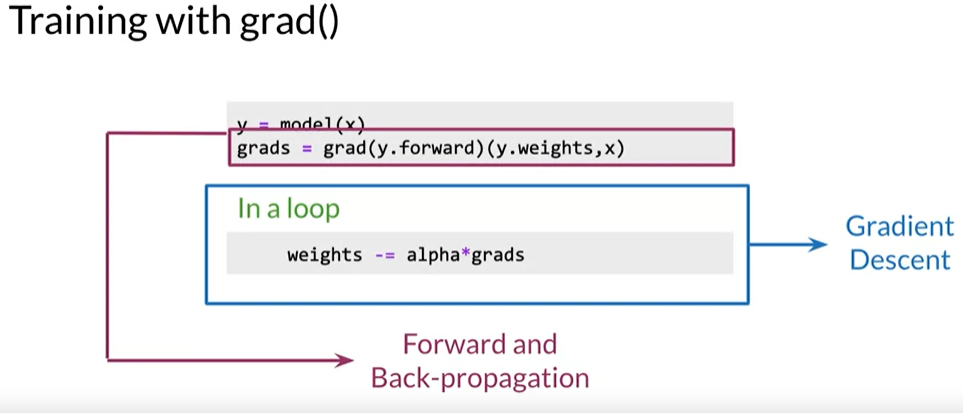 Training with grad()
y = model(x)
grads = grad(y.forward)(y.weights,x)
In a loop
weights -= alpha*grads
Gradient
Descent
Forward and
Back-propagation